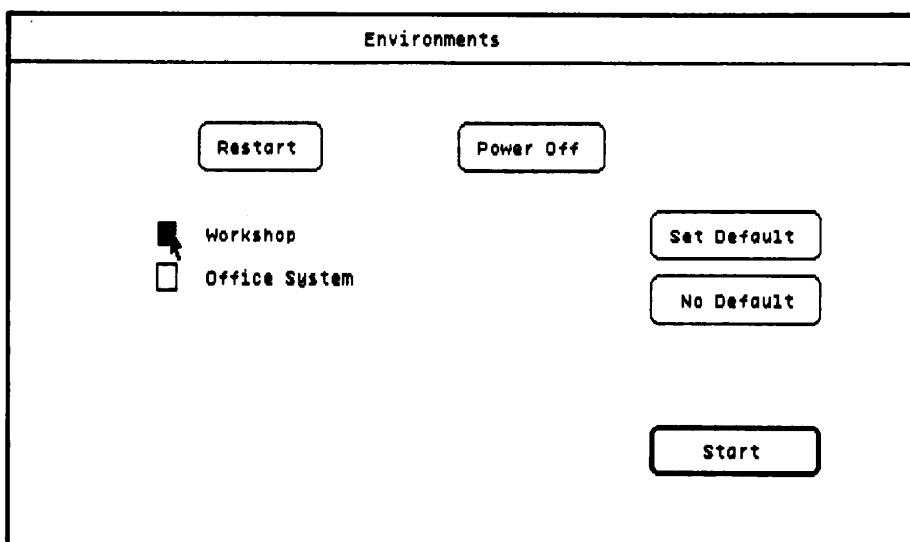 Environments
Restart
Power Off
Workshop
Set Default
Office System
No Default
Start